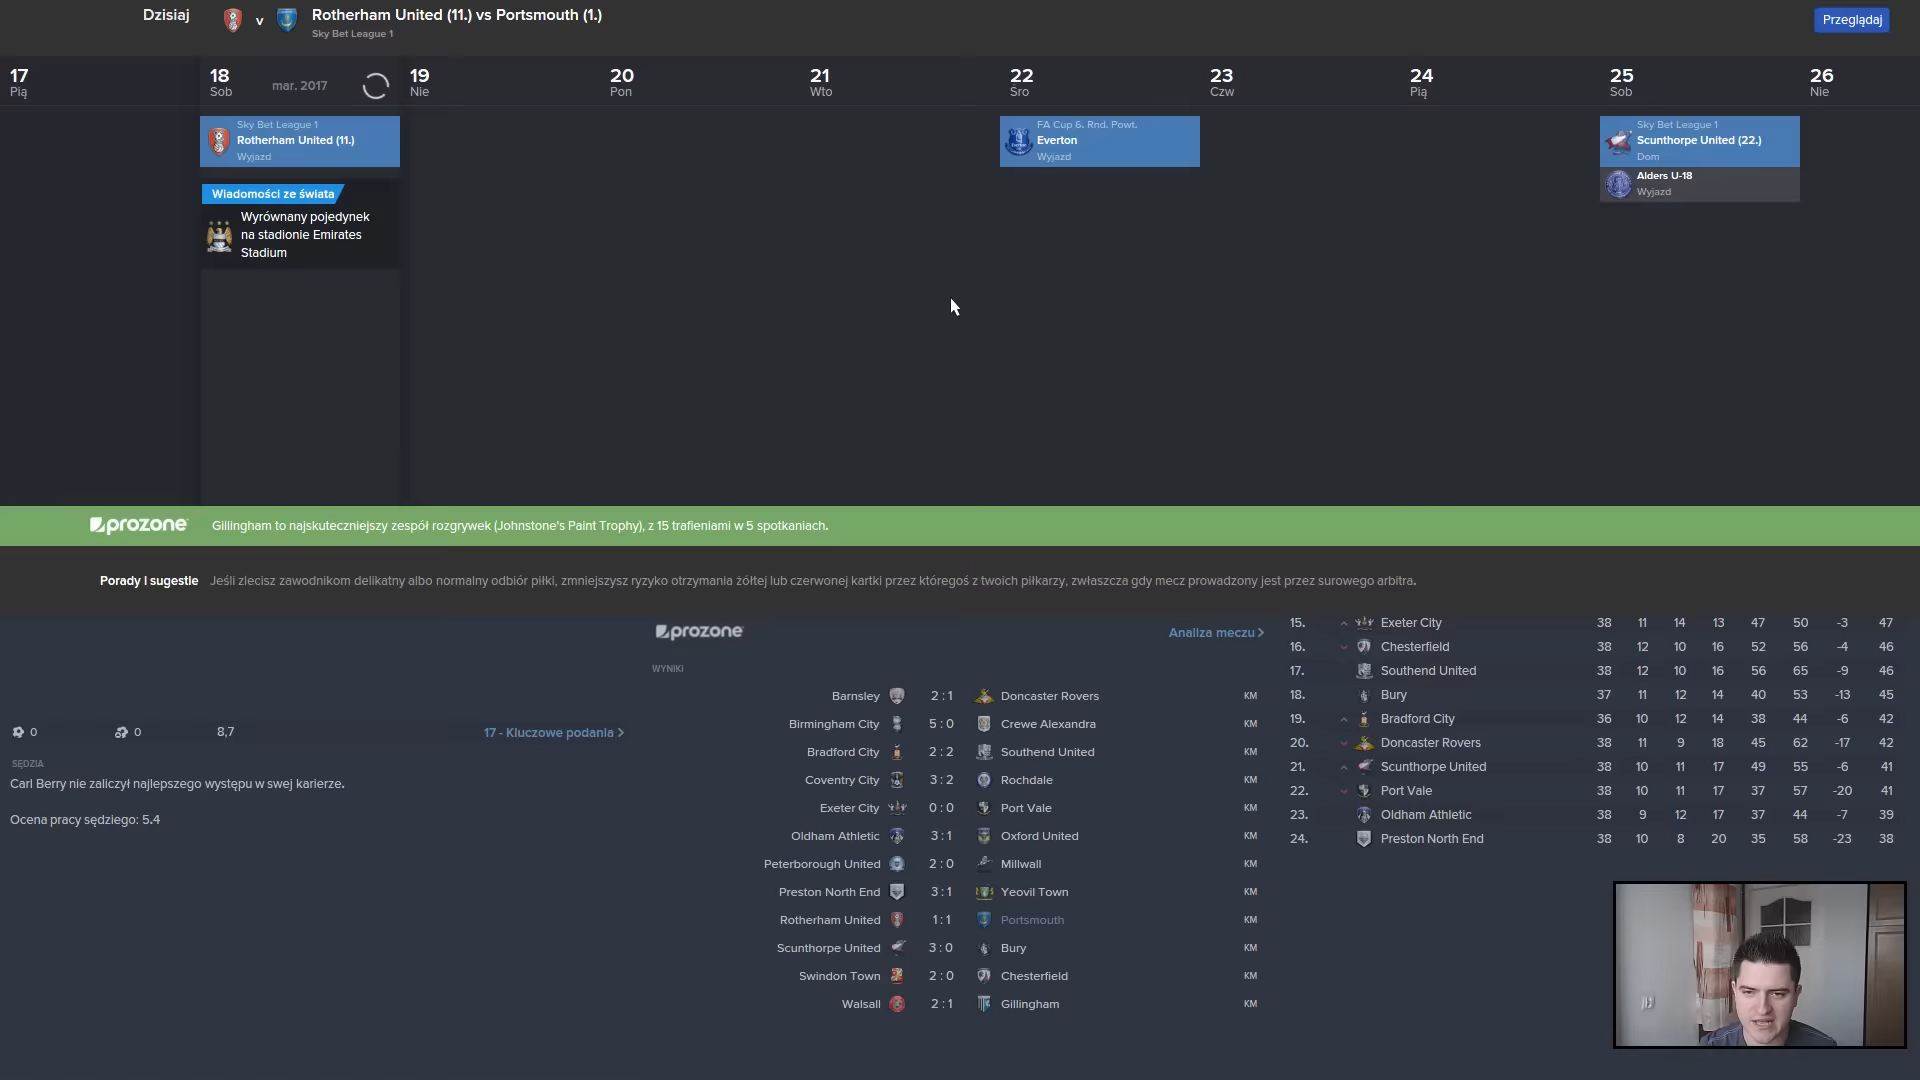 Dzisiaj
v
Rotherham United (11.) vs Portsmouth (1.)
Sky Bet League 1
Przeglądaj
17
Pią
18
Sob
mar. 2017
19
Nie
20
Pon
21
Wto
22
Śro
23
Czw
24
Pią
25
Sob
26
Nie
Sky Bet League 1
Rotherham United (11.)
Wyjazd
FA Cup 6. Rnd. Powt.
Everton
Wyjazd
Sky Bet League 1
Scunthorpe United (22.)
Dom
Alders U-18
Wyjazd
Wiadomości ze świata
Wyrównany pojedynek
na stadionie Emirates
Stadium
prozone
Gillingham to najskuteczniejszy zespół rozgrywek (Johnstone's Paint Trophy), z 15 trafieniami w 5 spotkaniach.
Porady i sugestie
Jeśli zlecisz zawodnikom delikatny albo normalny odbiór piłki, zmniejszysz ryzyko otrzymania żółtej lub czerwonej kartki przez któregoś z twoich piłkarzy, zwłaszcza gdy mecz prowadzony jest przez surowego arbitra.
0
0
8,7
17 - Kluczowe podania >
SĘDZIA
Carl Berry nie zaliczył najlepszego występu w swej karierze.
Ocena pracy sędziego: 5.4
prozone
Analiza meczu >
WYNIKI
Barnsley 2 : 1 Doncaster Rovers KM
Birmingham City 5 : 0 Crewe Alexandra KM
Bradford City 2 : 2 Southend United KM
Coventry City 3 : 2 Rochdale KM
Exeter City 0 : 0 Port Vale KM
Oldham Athletic 3 : 1 Oxford United KM
Peterborough United 2 : 0 Millwall KM
Preston North End 3 : 1 Yeovil Town KM
Rotherham United 1 : 1 Portsmouth KM
Scunthorpe United 3 : 0 Bury KM
Swindon Town 2 : 0 Chesterfield KM
Walsall 2 : 1 Gillingham KM
15. Exeter City 38 11 14 13 47 50 -3 47
16. Chesterfield 38 12 10 16 52 56 -4 46
17. Southend United 38 12 10 16 56 65 -9 46
18. Bury 37 11 12 14 40 53 -13 45
19. Bradford City 36 10 12 14 38 44 -6 42
20. Doncaster Rovers 38 11 9 18 45 62 -17 42
21. Scunthorpe United 38 10 11 17 49 55 -6 41
22. Port Vale 38 10 11 17 37 57 -20 41
23. Oldham Athletic 38 9 12 17 37 44 -7 39
24. Preston North End 38 10 8 20 35 58 -23 38